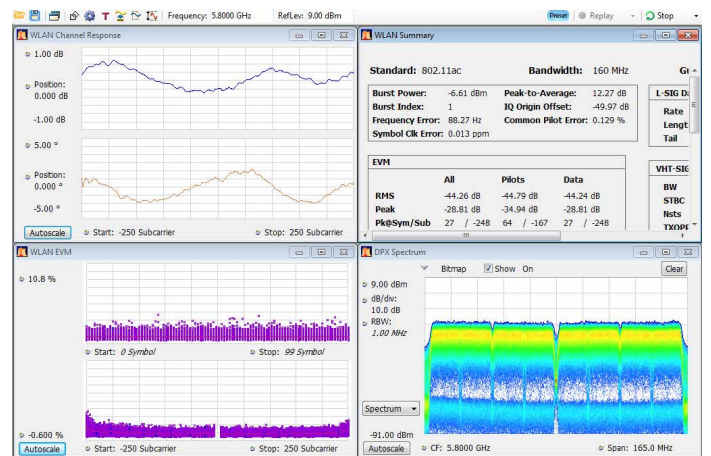 T Frequency: 5.8000 GHz RefLev: 9.00 dBm Preset Replay Stop
WLAN Channel Response
1.00 dB
Position:
0.000 dB
-1.00 dB
5.00 °
Position:
0.000 °
-5.00 °
Autoscale Start: -250 Subcarrier Stop: 250 Subcarrier
WLAN Summary
Standard: 802.11ac Bandwidth: 160 MHz
Burst Power: -6.61 dBm Peak-to-Average: 12.27 dB
Burst Index: 1 IQ Origin Offset: -49.97 dB
Frequency Error: 88.27 Hz Common Pilot Error: 0.129 %
Symbol Clk Error: 0.013 ppm
L-SIG
Rate
Lengt
Tail
EVM
All Pilots Data
RMS -44.26 dB -44.79 dB -44.24 dB
Peak -28.81 dB -34.94 dB -28.81 dB
Pk@Sym/Sub 27 / -248 64 / -167 27 / -248
VHT-SIG
BW
STBC
Nsts
TXOPF
WLAN EVM
10.8 %
Start: 0 Symbol Stop: 99 Symbol
-0.600 %
Autoscale Start: -250 Subcarrier Stop: 250 Subcarrier
DPX Spectrum
Bitmap Show On Clear
9.00 dBm
dB/div:
10.0 dB
RBW:
1.00 MHz
Spectrum
-91.00 dBm
Autoscale CF: 5.8000 GHz Span: 165.0 MHz